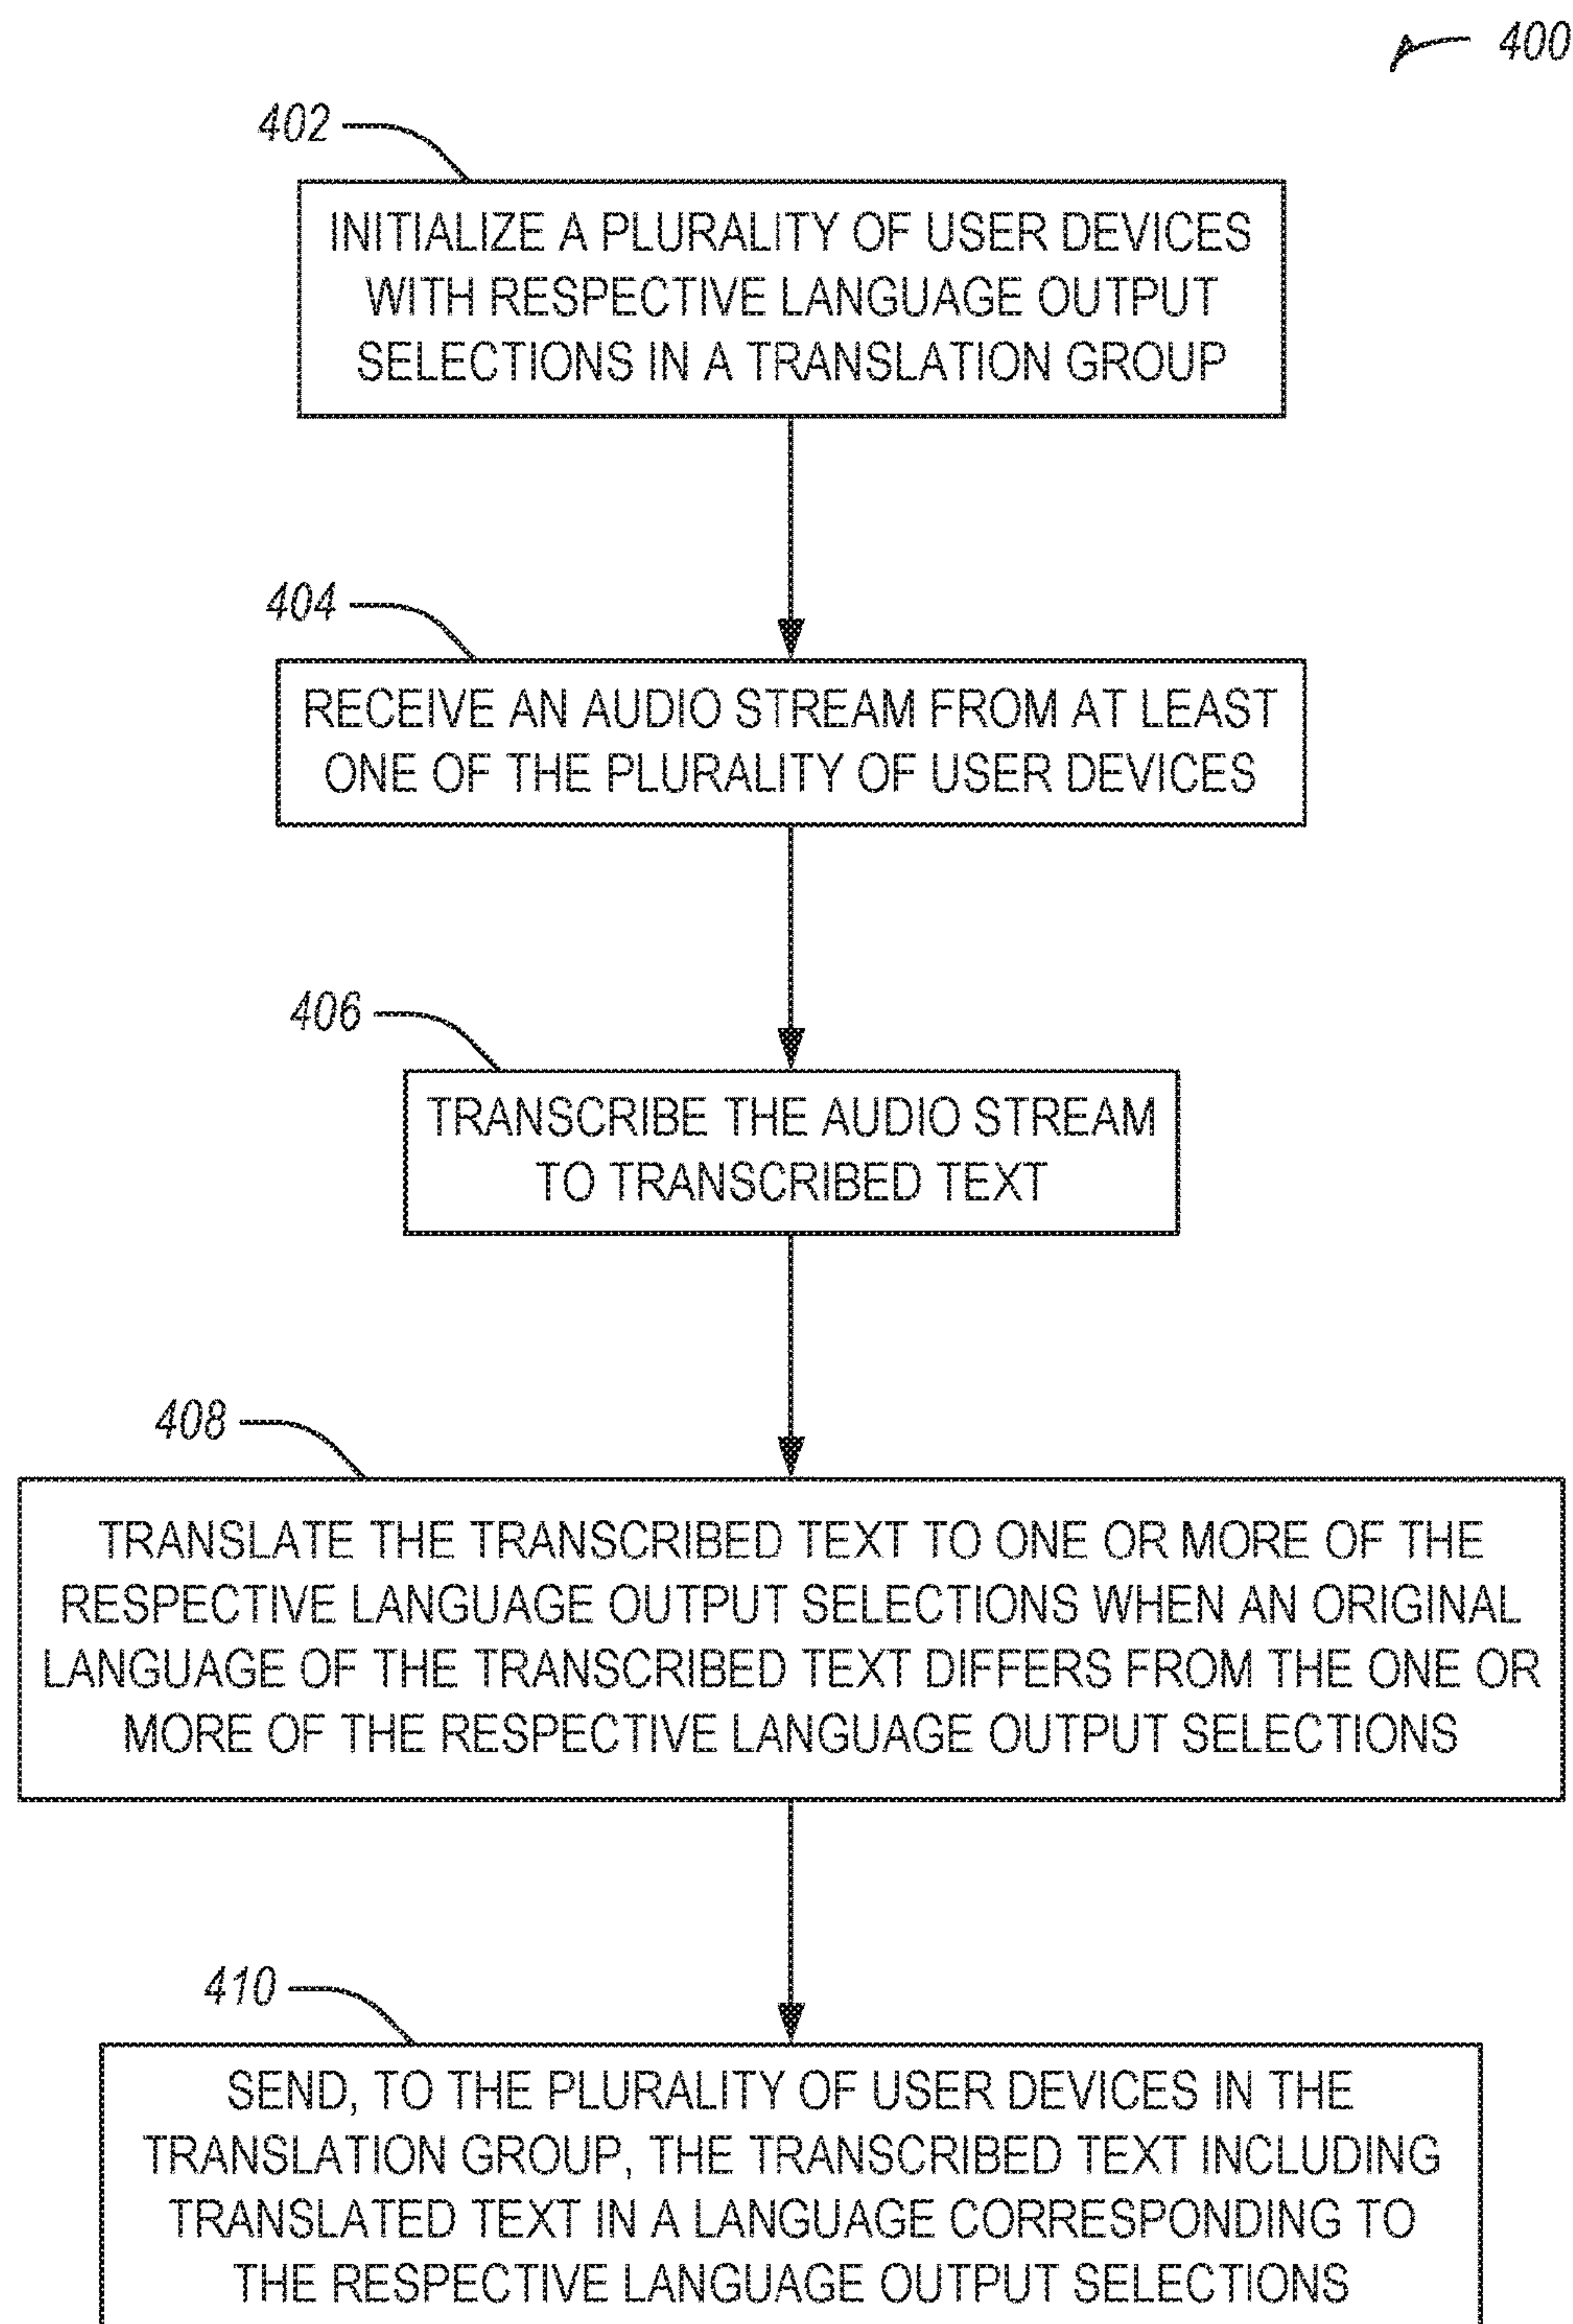 400
402
INITIALIZE A PLURALITY OF USER DEVICES
WITH RESPECTIVE LANGUAGE OUTPUT
SELECTIONS IN A TRANSLATION GROUP
404
RECEIVE AN AUDIO STREAM FROM AT LEAST
ONE OF THE PLURALITY OF USER DEVICES
406
TRANSCRIBE THE AUDIO STREAM
TO TRANSCRIBED TEXT
408
TRANSLATE THE TRANSCRIBED TEXT TO ONE OR MORE OF THE
RESPECTIVE LANGUAGE OUTPUT SELECTIONS WHEN AN ORIGINAL
LANGUAGE OF THE TRANSCRIBED TEXT DIFFERS FROM THE ONE OR
MORE OF THE RESPECTIVE LANGUAGE OUTPUT SELECTIONS
410
SEND, TO THE PLURALITY OF USER DEVICES IN THE
TRANSLATION GROUP, THE TRANSCRIBED TEXT INCLUDING
TRANSLATED TEXT IN A LANGUAGE CORRESPONDING TO
THE RESPECTIVE LANGUAGE OUTPUT SELECTIONS